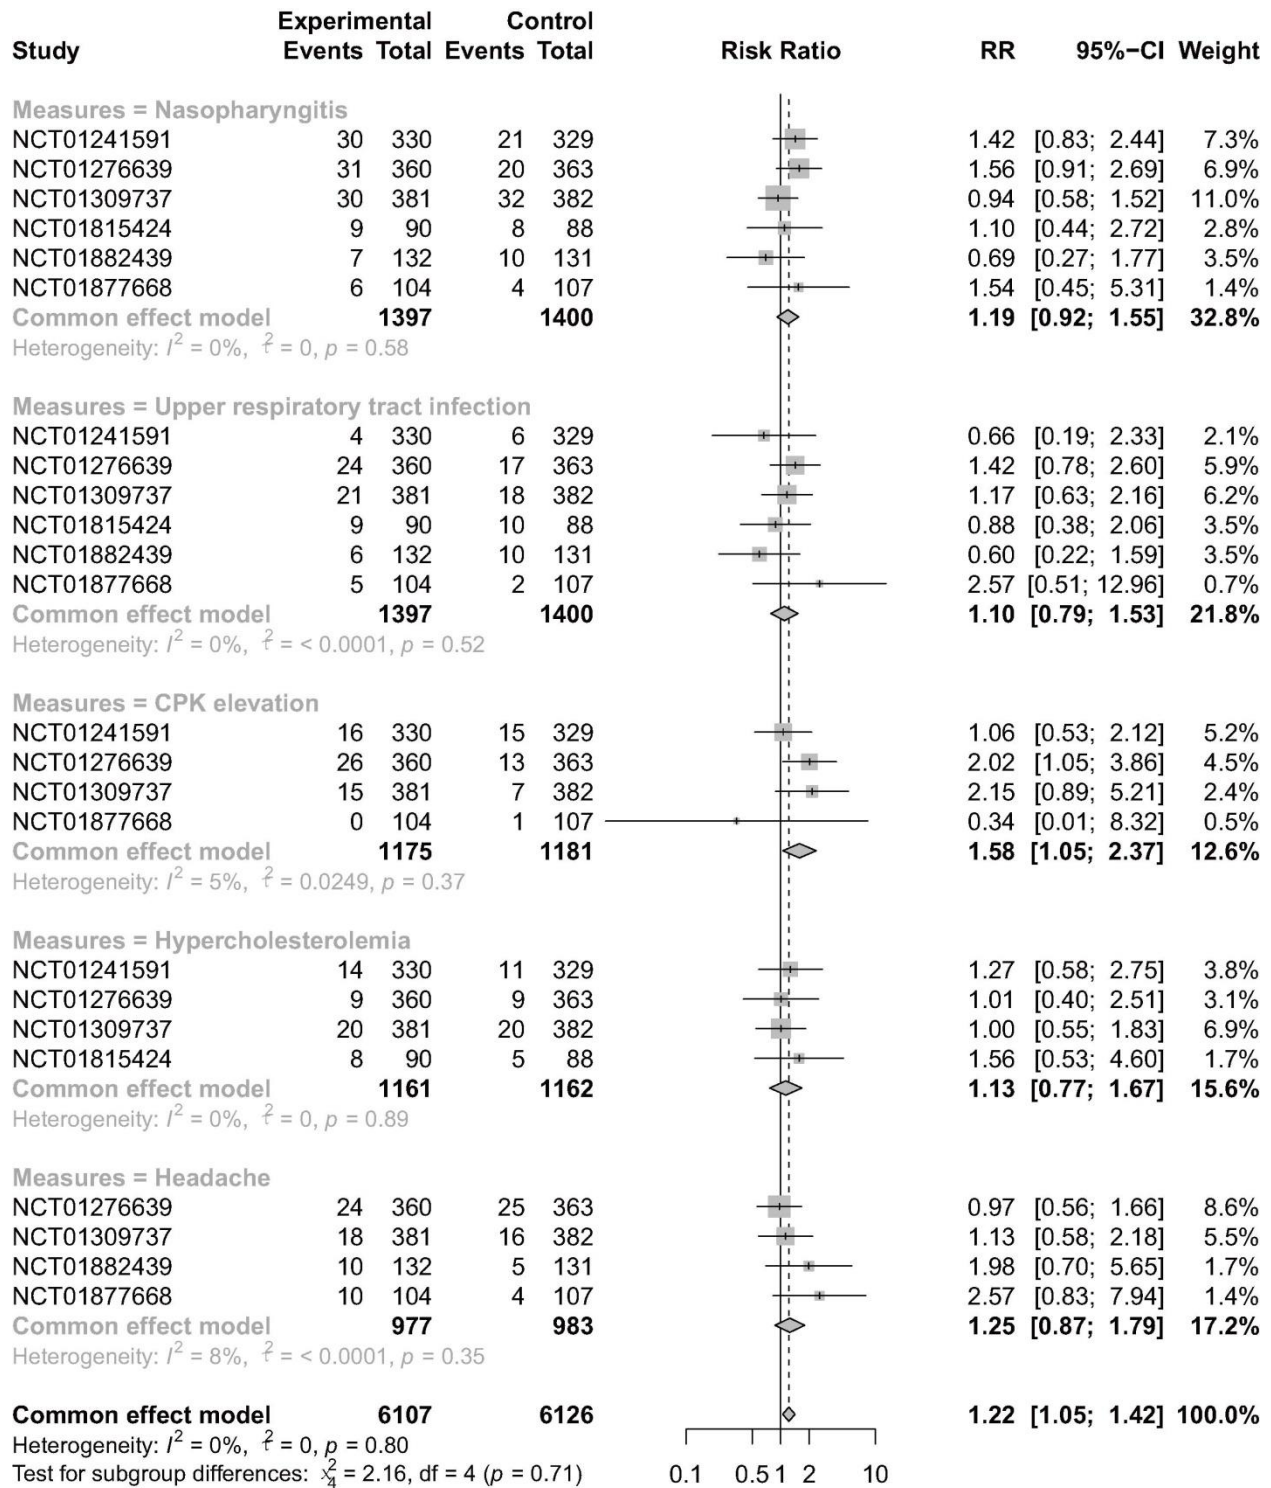 Experimental Control
Study Events Total Events Total Risk Ratio RR 95%−CI Weight
Measures = Nasopharyngitis
NCT01241591 30 330 21 329 1.42 [0.83; 2.44] 7.3%
NCT01276639 31 360 20 363 1.56 [0.91; 2.69] 6.9%
NCT01309737 30 381 32 382 0.94 [0.58; 1.52] 11.0%
NCT01815424 9 90 8 88 1.10 [0.44; 2.72] 2.8%
NCT01882439 7 132 10 131 0.69 [0.27; 1.77] 3.5%
NCT01877668 6 104 4 107 1.54 [0.45; 5.31] 1.4%
Common effect model 1397 1400 1.19 [0.92; 1.55] 32.8%
Heterogeneity: I² = 0%, τ² = 0, p = 0.58
Measures = Upper respiratory tract infection
NCT01241591 4 330 6 329 0.66 [0.19; 2.33] 2.1%
NCT01276639 24 360 17 363 1.42 [0.78; 2.60] 5.9%
NCT01309737 21 381 18 382 1.17 [0.63; 2.16] 6.2%
NCT01815424 9 90 10 88 0.88 [0.38; 2.06] 3.5%
NCT01882439 6 132 10 131 0.60 [0.22; 1.59] 3.5%
NCT01877668 5 104 2 107 2.57 [0.51; 12.96] 0.7%
Common effect model 1397 1400 1.10 [0.79; 1.53] 21.8%
Heterogeneity: I² = 0%, τ² = < 0.0001, p = 0.52
Measures = CPK elevation
NCT01241591 16 330 15 329 1.06 [0.53; 2.12] 5.2%
NCT01276639 26 360 13 363 2.02 [1.05; 3.86] 4.5%
NCT01309737 15 381 7 382 2.15 [0.89; 5.21] 2.4%
NCT01877668 0 104 1 107 0.34 [0.01; 8.32] 0.5%
Common effect model 1175 1181 1.58 [1.05; 2.37] 12.6%
Heterogeneity: I² = 5%, τ² = 0.0249, p = 0.37
Measures = Hypercholesterolemia
NCT01241591 14 330 11 329 1.27 [0.58; 2.75] 3.8%
NCT01276639 9 360 9 363 1.01 [0.40; 2.51] 3.1%
NCT01309737 20 381 20 382 1.00 [0.55; 1.83] 6.9%
NCT01815424 8 90 5 88 1.56 [0.53; 4.60] 1.7%
Common effect model 1161 1162 1.13 [0.77; 1.67] 15.6%
Heterogeneity: I² = 0%, τ² = 0, p = 0.89
Measures = Headache
NCT01276639 24 360 25 363 0.97 [0.56; 1.66] 8.6%
NCT01309737 18 381 16 382 1.13 [0.58; 2.18] 5.5%
NCT01882439 10 132 5 131 1.98 [0.70; 5.65] 1.7%
NCT01877668 10 104 4 107 2.57 [0.83; 7.94] 1.4%
Common effect model 977 983 1.25 [0.87; 1.79] 17.2%
Heterogeneity: I² = 8%, τ² = < 0.0001, p = 0.35
Common effect model 6107 6126 1.22 [1.05; 1.42] 100.0%
Heterogeneity: I² = 0%, τ² = 0, p = 0.80
Test for subgroup differences: χ²₄ = 2.16, df = 4 (p = 0.71)
0.1 0.5 1 2 10